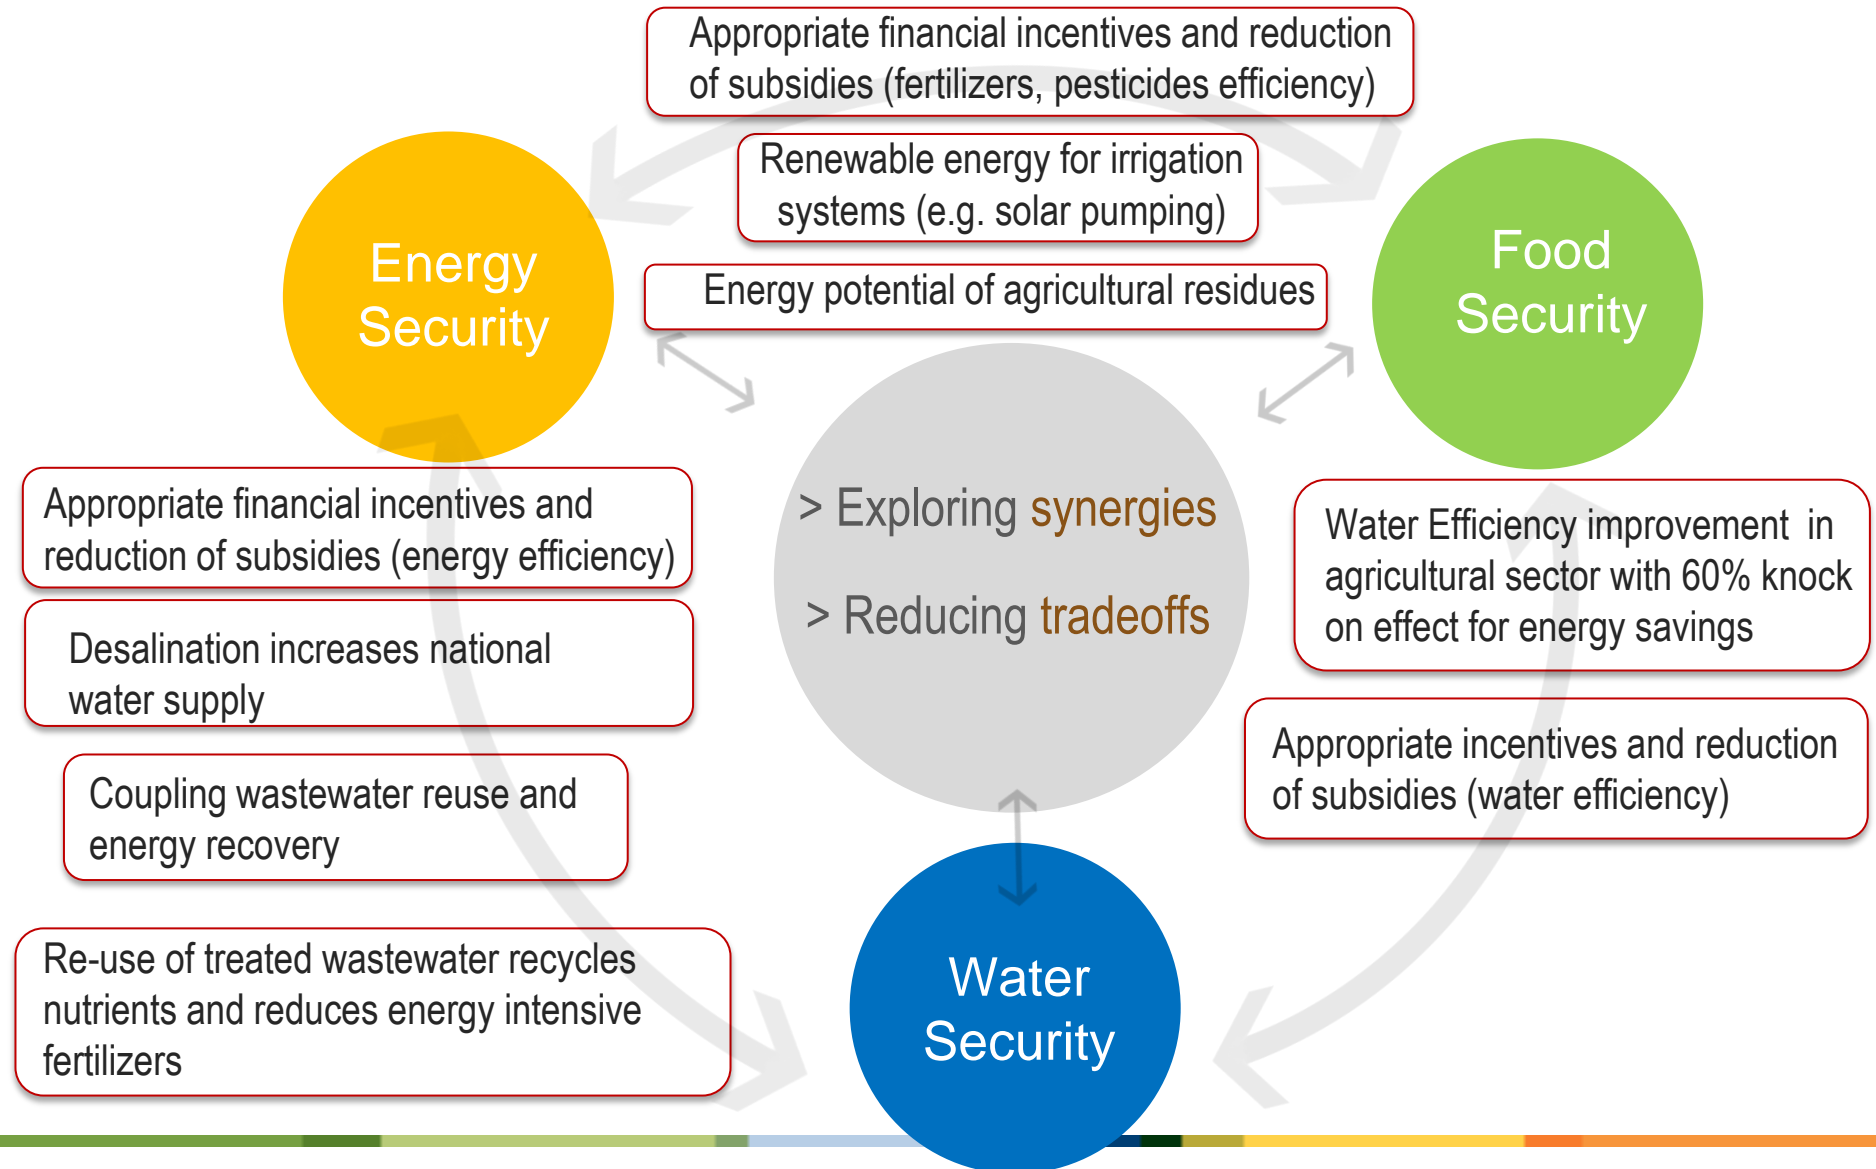 Appropriate financial incentives and reduction
of subsidies (fertilizers, pesticides efficiency)
Renewable energy for irrigation
systems (e.g. solar pumping)
Energy potential of agricultural residues
Energy
Security
Food
Security
> Exploring synergies
> Reducing tradeoffs
Appropriate financial incentives and
reduction of subsidies (energy efficiency)
Desalination increases national
water supply
Coupling wastewater reuse and
energy recovery
Re-use of treated wastewater recycles
nutrients and reduces energy intensive
fertilizers
Water Efficiency improvement in
agricultural sector with 60% knock
on effect for energy savings
Appropriate incentives and reduction
of subsidies (water efficiency)
Water
Security